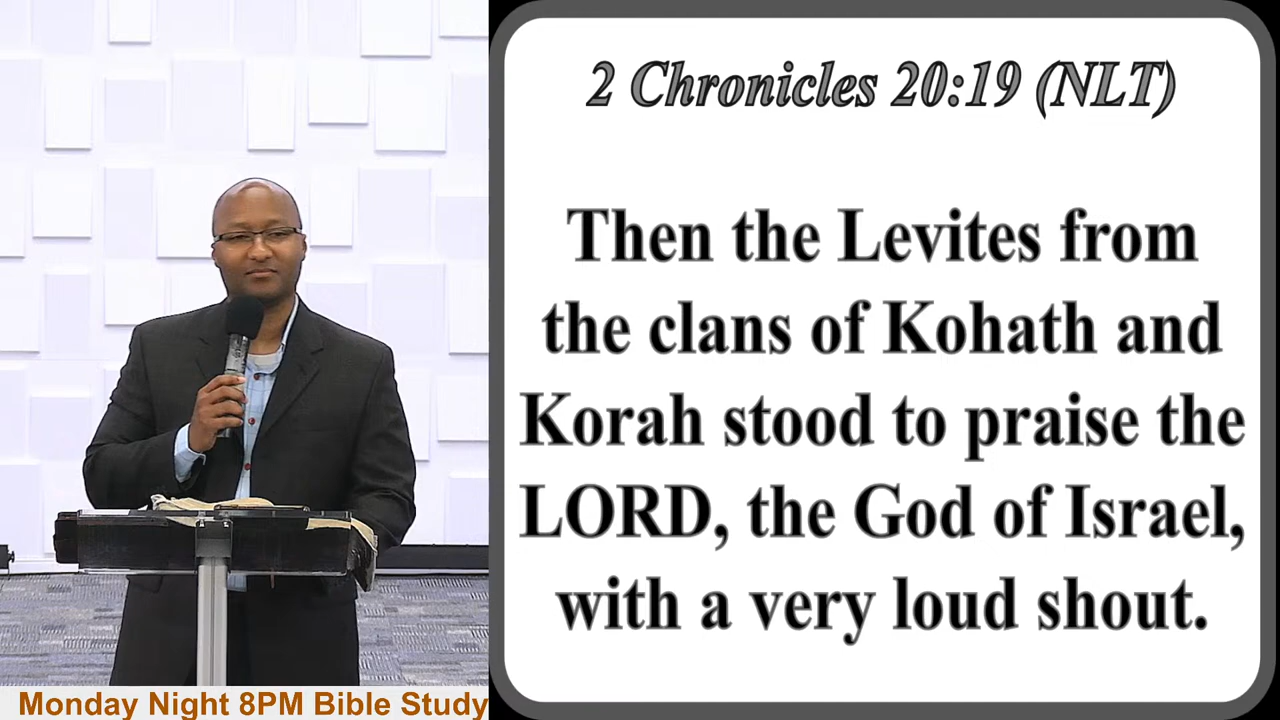 2 Chronicles 20:19 (NLT)
Then the Levites from
the clans of Kohath and
Korah stood to praise the
LORD, the God of Israel,
with a very loud shout.
Monday Night 8PM Bible Study